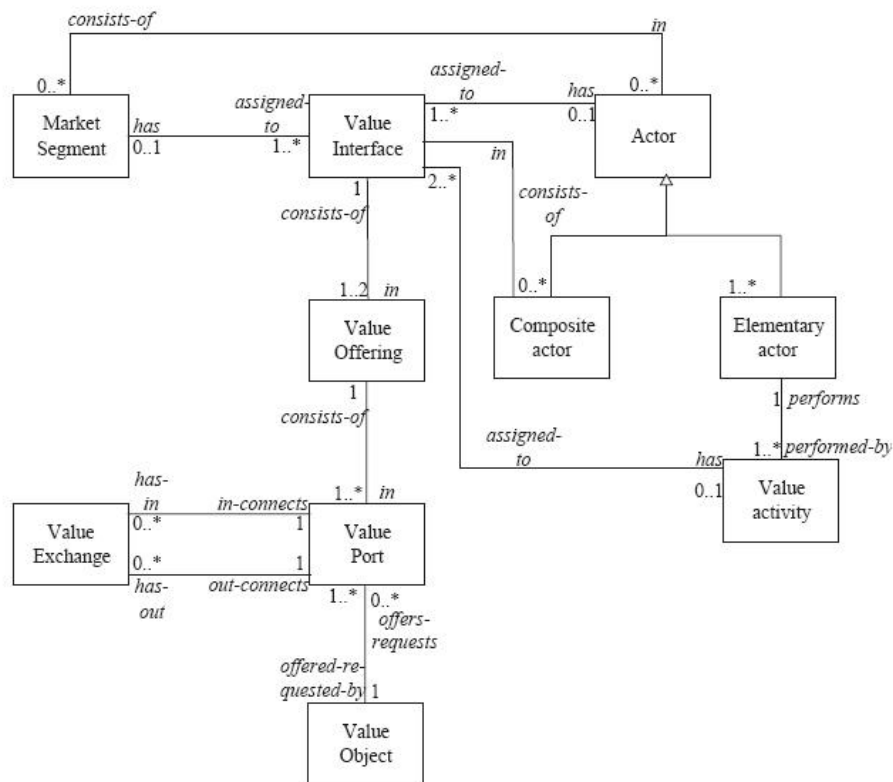 consists-of
in
0..*
0..*
Market
Segment
has
0..1
assigned-
to
1..*
Value
Interface
assigned-
to
1..*
has
0..1
Actor
in
2..*
consists-
of
1
consists-of
1..2
in
0..*
1..*
Value
Offering
Composite
actor
Elementary
actor
1
consists-of
1
performs
assigned-
to
1..*
performed-by
has
0..1
Value
activity
has-
in
0..*
in-connects
1
1..*
in
Value
Exchange
Value
Port
0..*
has-
out
1
out-connects
1..*
0..*
offers-
requests
offered-re-
quested-by
1
Value
Object